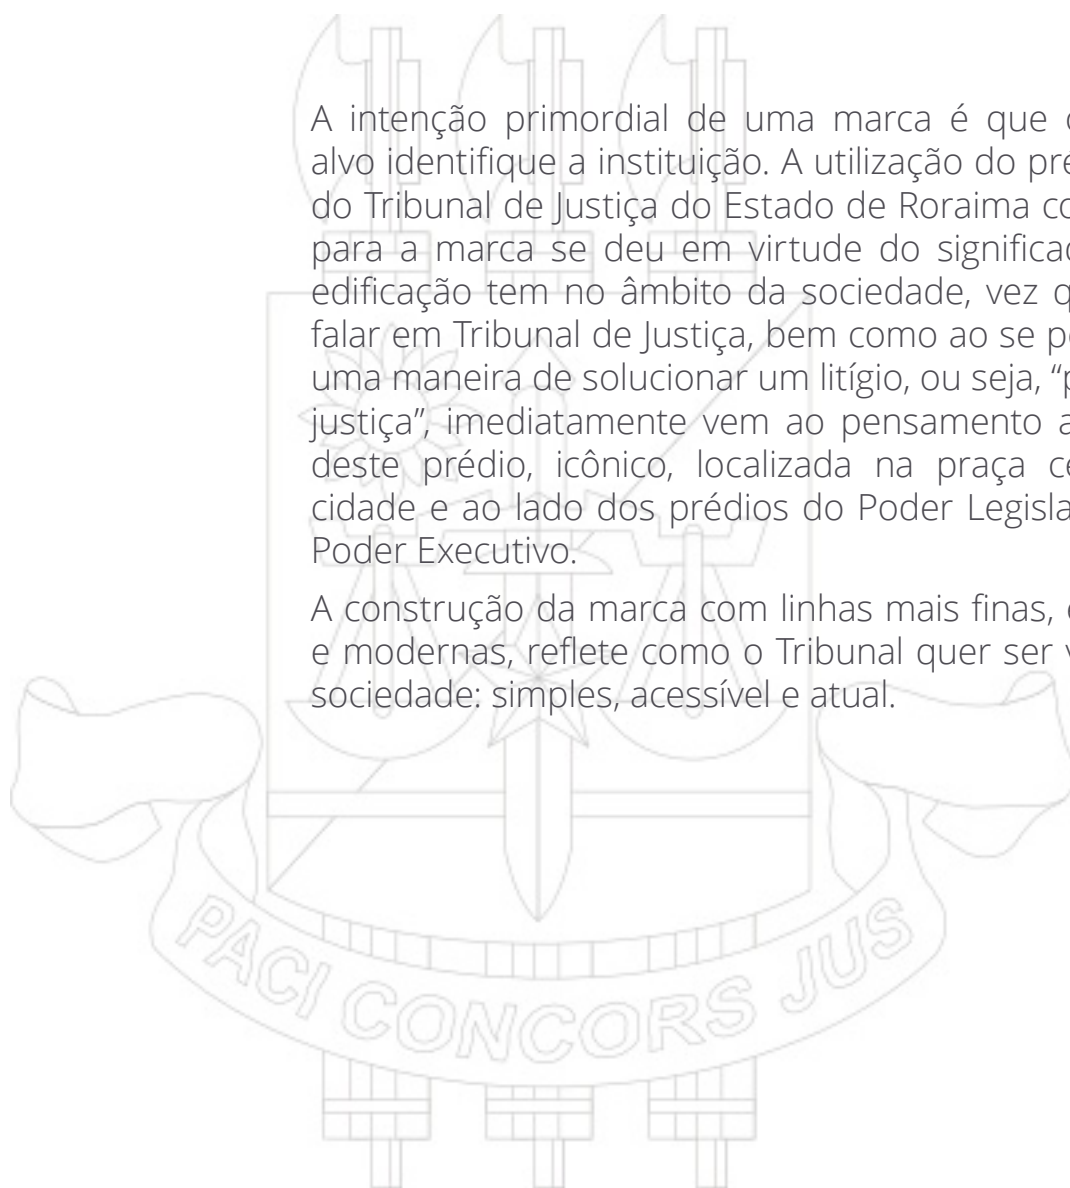 A intenção primordial de uma marca é que
alvo identifique a instituição. A utilização do
do Tribunal de Justiça do Estado de Roraima
para a marca se deu em virtude do
edificação tem no âmbito da sociedade, vez
falar em Tribunal de Justiça, bem como ao se
uma maneira de solucionar um litígio, ou seja,
justiça”, imediatamente vem ao pensamento
deste prédio, icônico, localizada na praça
cidade e ao lado dos prédios do Poder
Poder Executivo.
A construção da marca com linhas mais finas,
e modernas, reflete como o Tribunal quer ser
sociedade: simples, acessível e atual.
PACI CONCORS JUS